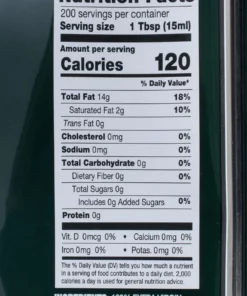 Nutrition Facts
200 servings per container
Serving size 1 Tbsp (15ml)
Amount per serving
Calories 120
% Daily Value*
Total Fat 14g 18%
Saturated Fat 2g 10%
Trans Fat 0g
Cholesterol 0mg 0%
Sodium 0mg 0%
Total Carbohydrate 0g 0%
Dietary Fiber 0g 0%
Total Sugars 0g
Includes 0g Added Sugars 0%
Protein 0g
Vit. D 0mcg 0% • Calcium 0mg 0%
Iron 0mg 0% • Potas. 0mg 0%
*The % Daily Value (DV) tells you how much a nutrient
in a serving of food contributes to a daily diet. 2,000
calories a day is used for general nutrition advice.